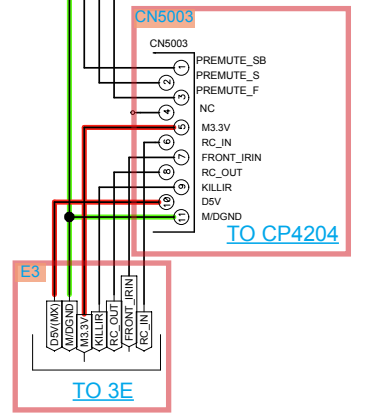 CN5003
CN5003
1 PREMUTE_SB
2 PREMUTE_S
3 PREMUTE_F
4 NC
5 M3.3V
6 RC_IN
7 FRONT_IRIN
8 RC_OUT
9 KILLIR
10 D5V
11 M/DGND
TO CP4204
E3
D5V(MX)
M/DGND
M3.3V
KILLIR
RC_OUT
FRONT_IRIN
RC_IN
TO 3E